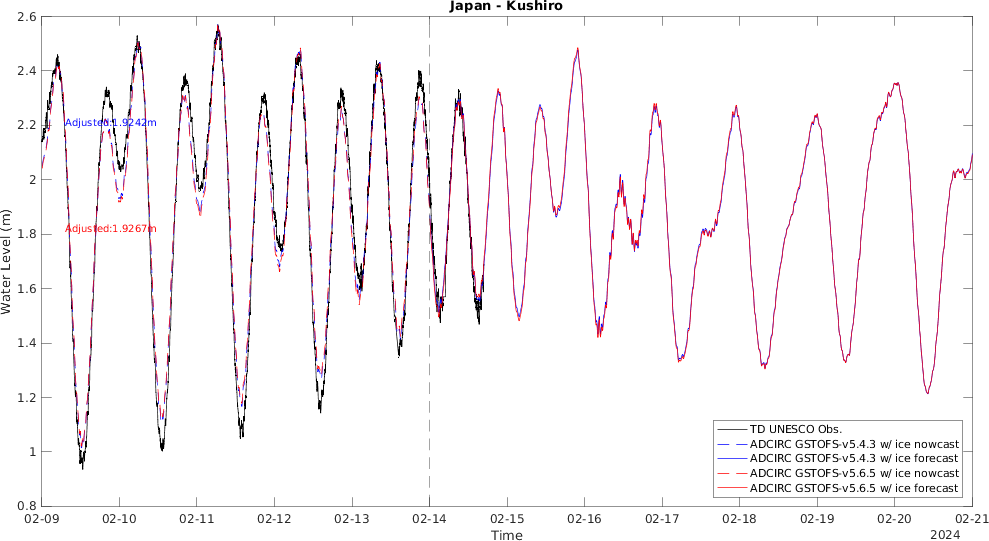 Japan - Kushiro
2.6
2.4
2.2
2
1.8
1.6
1.4
1.2
1
0.8
Water Level (m)
Adjusted:1.9242m
Adjusted:1.9267m
TD UNESCO Obs.
ADCIRC GSTOFS-v5.4.3 w/ ice nowcast
ADCIRC GSTOFS-v5.4.3 w/ ice forecast
ADCIRC GSTOFS-v5.6.5 w/ ice nowcast
ADCIRC GSTOFS-v5.6.5 w/ ice forecast
02-09 02-10 02-11 02-12 02-13 02-14 02-15 02-16 02-17 02-18 02-19 02-20 02-21
Time
2024